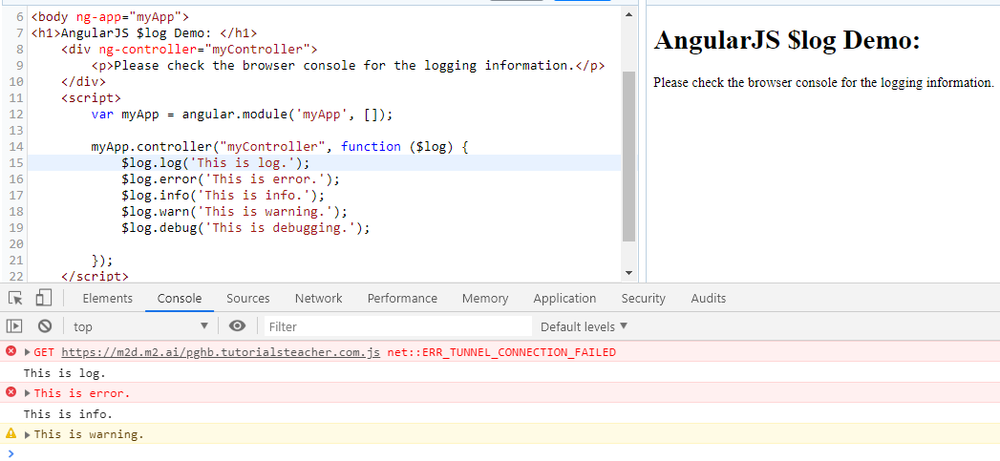 6 <body ng-app="myApp">
7 <h1>AngularJS $log Demo: </h1>
8 <div ng-controller="myController">
9 <p>Please check the browser console for the logging information.</p>
10 </div>
11 <script>
12 var myApp = angular.module('myApp', []);
13
14 myApp.controller("myController", function ($log) {
15 $log.log('This is log.');
16 $log.error('This is error.');
17 $log.info('This is info.');
18 $log.warn('This is warning.');
19 $log.debug('This is debugging.');
20
21 });
22 </script>
AngularJS $log Demo:
Please check the browser console for the logging information.
Elements Console Sources Network Performance Memory Application Security Audits
top Filter Default levels
GET https://m2d.m2.ai/pghb.tutorialsteacher.com.js net::ERR_TUNNEL_CONNECTION_FAILED
This is log.
This is error.
This is info.
This is warning.